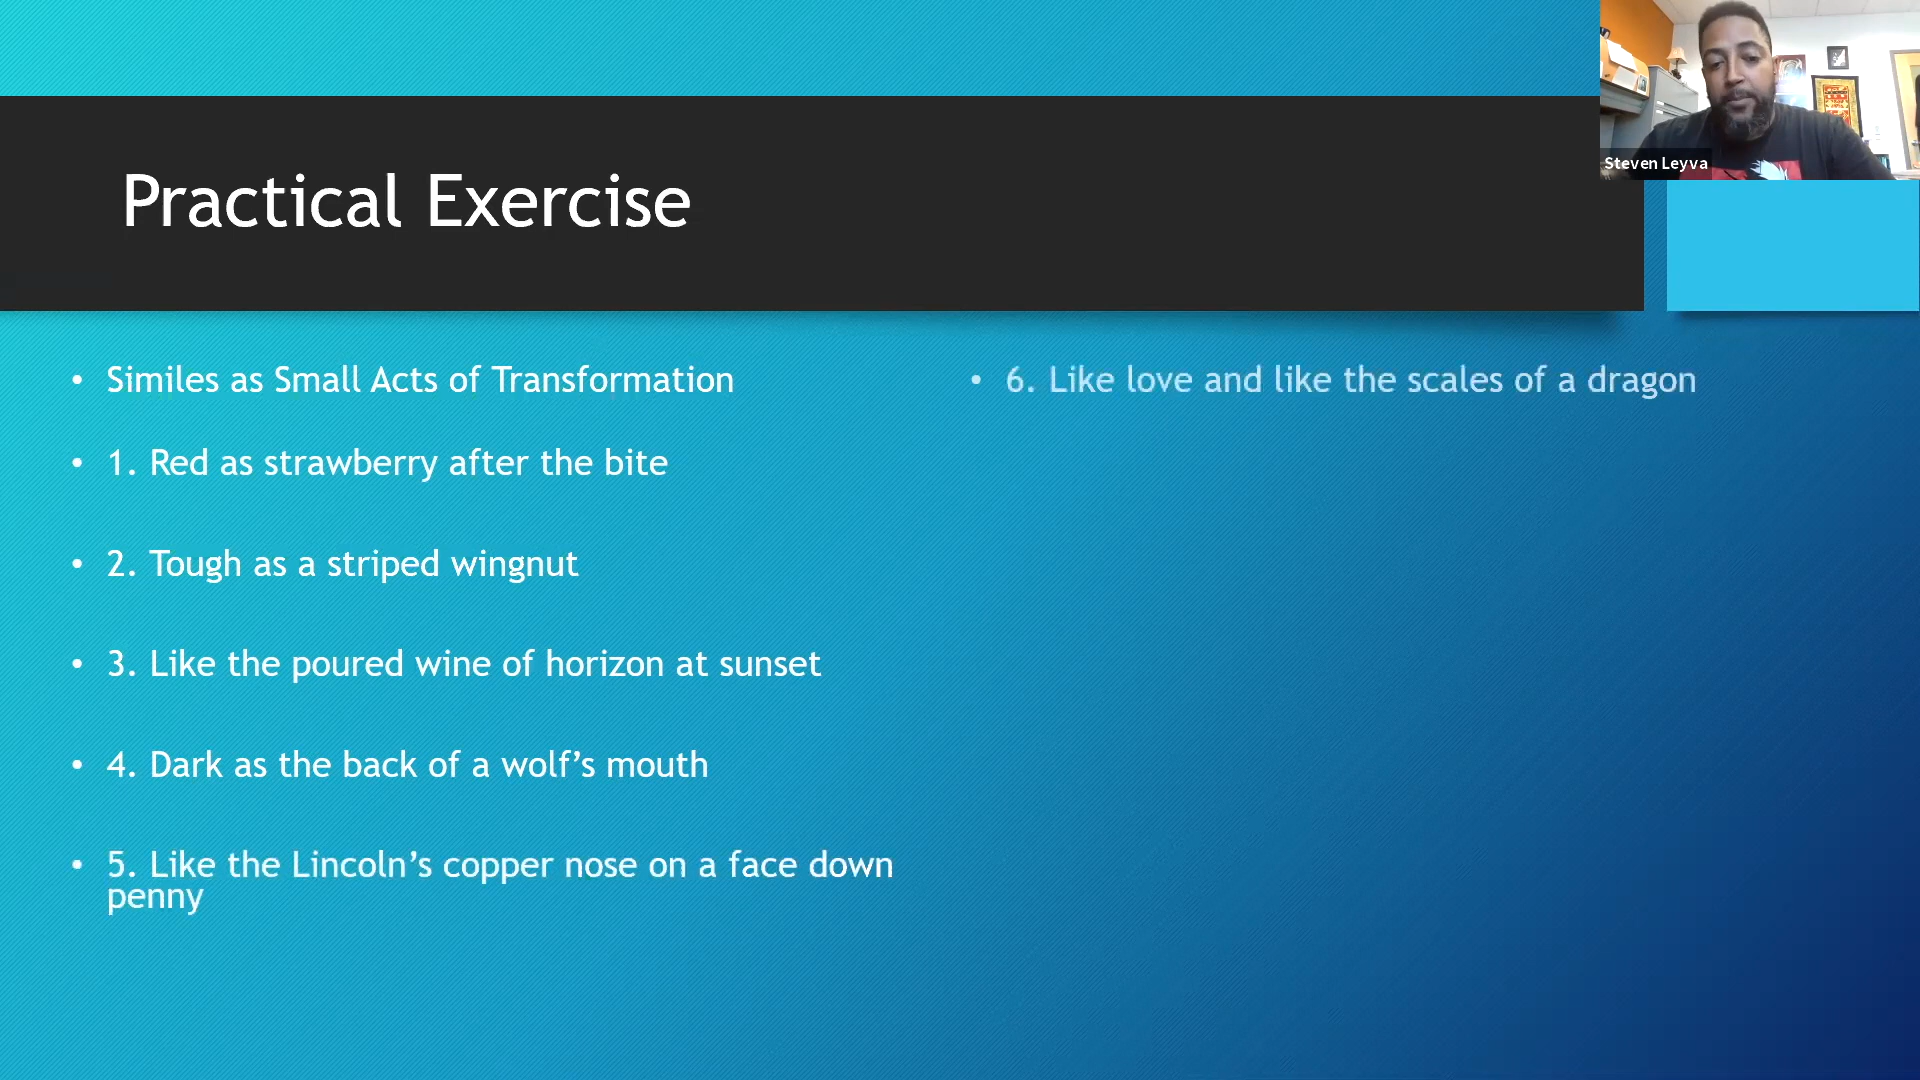 Steven Leyva
Practical Exercise
• Similes as Small Acts of Transformation
• 1. Red as strawberry after the bite
• 2. Tough as a striped wingnut
• 3. Like the poured wine of horizon at sunset
• 4. Dark as the back of a wolf’s mouth
• 5. Like the Lincoln’s copper nose on a face down
penny
• 6. Like love and like the scales of a dragon